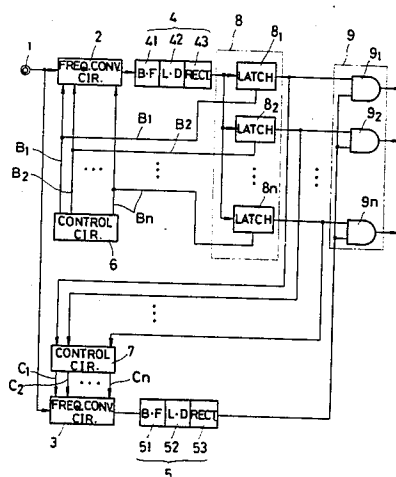 4
1 2 41 42 43 8 8₁ 9 9₁
FREQ.CONV. CIR. B·F L·D RECT. LATCH
8₂
B₁ B1 LATCH 9₂
B₂ B2
... ⋮ ⋮ ⋮
Bn 8n 9n
CONTROL CIR. LATCH
6
⋮
CONTROL CIR. 7
C₁ C₂ ... Cn
FREQ.CONV. CIR. B·F L·D RECT.
3 51 52 53
5